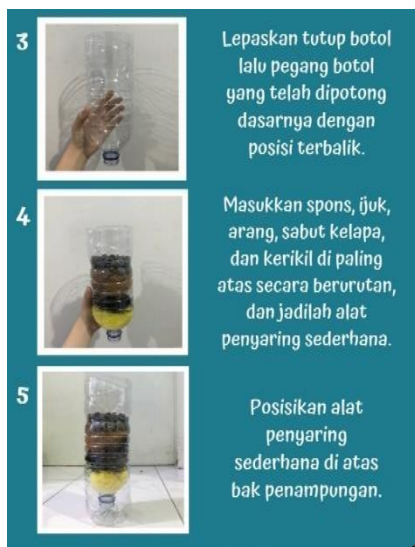 3
Lepaskan tutup botol
lalu pegang botol
yang telah dipotong
dasarnya dengan
posisi terbalik.
4
Masukkan spons, ijuk,
arang, sabut kelapa,
dan kerikil di paling
atas secara berurutan,
dan jadilah alat
penyaring sederhana.
5
Posisikan alat
penyaring
sederhana di atas
bak penampungan.